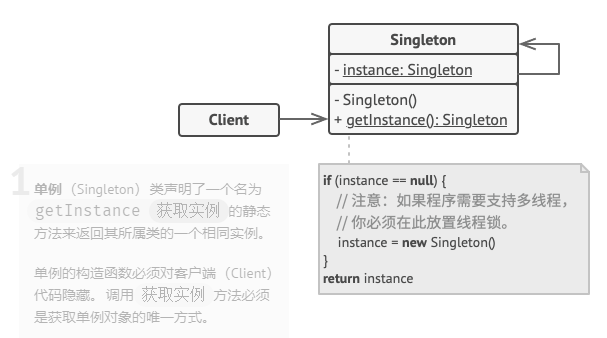 Singleton
- instance: Singleton
- Singleton()
+ getInstance(): Singleton
Client
1
单例（Singleton）类声明了一个名为
getInstance 获取实例 的静态
方法来返回其所属类的一个相同实例。
单例的构造函数必须对客户端（Client）
代码隐藏。调用 获取实例 方法必须
是获取单例对象的唯一方式。
if (instance == null) {
// 注意：如果程序需要支持多线程，
// 你必须在此放置线程锁。
instance = new Singleton()
}
return instance